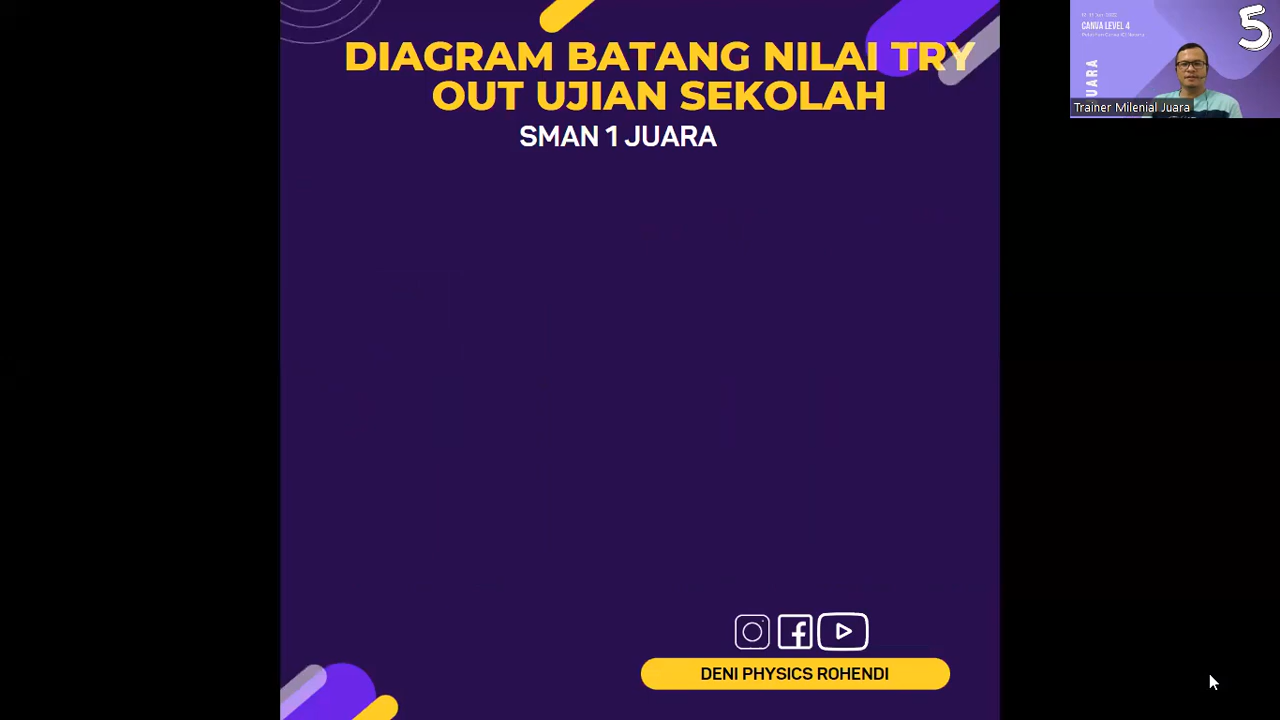 DIAGRAM BATANG NILAI TRY
OUT UJIAN SEKOLAH
SMAN 1 JUARA
DENI PHYSICS ROHENDI
CANVA LEVEL 4
5
UARA
Trainer Milenial Juara